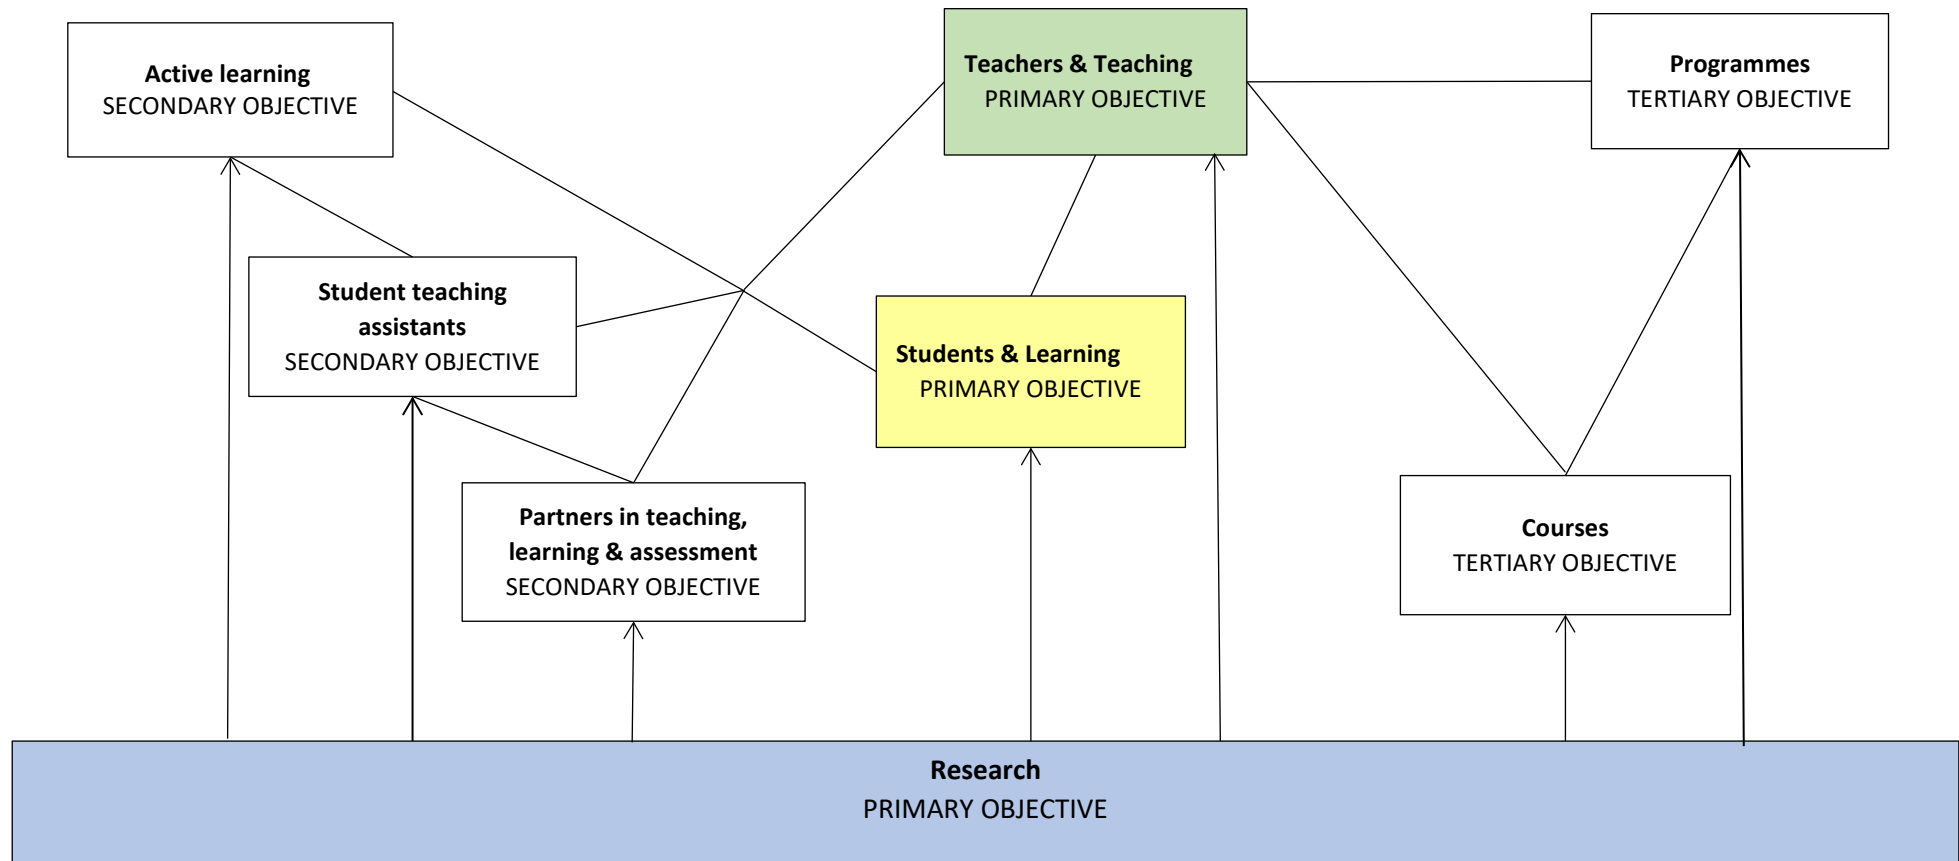 Active learning
SECONDARY OBJECTIVE
Teachers & Teaching
PRIMARY OBJECTIVE
Programmes
TERTIARY OBJECTIVE
Student teaching
assistants
SECONDARY OBJECTIVE
Students & Learning
PRIMARY OBJECTIVE
Partners in teaching,
learning & assessment
SECONDARY OBJECTIVE
Courses
TERTIARY OBJECTIVE
Research
PRIMARY OBJECTIVE